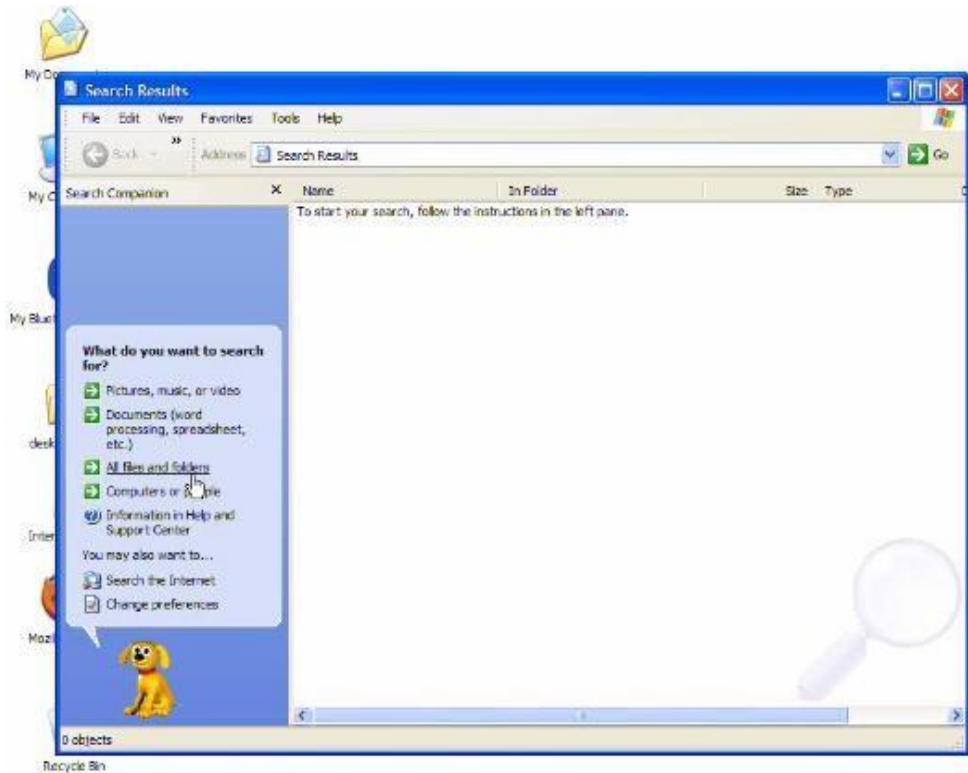 My Do
Search Results
File Edit View Favorites Tools Help
Back » Address Search Results Go
My C
Search Companion × Name In Folder Size Type
To start your search, follow the instructions in the left pane.
My Blue
What do you want to search
for?
Pictures, music, or video
Documents (word
processing, spreadsheet,
etc.)
desk
All files and folders
Computers or
Information in Help and
Support Center
Inter
You may also want to...
Search the Internet
Change preferences
Mozi
0 objects
Recycle Bin